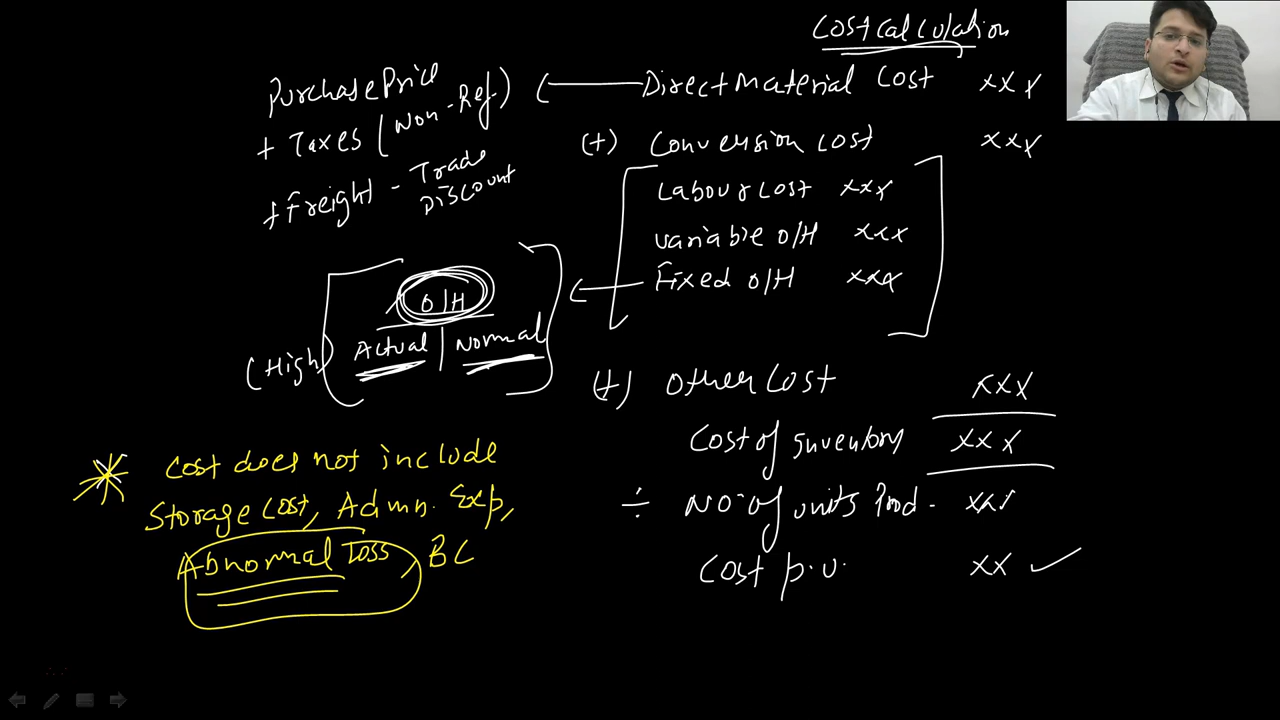 Cost calculation
Direct Material Cost xxx
Purchase Price
+ Taxes (Non-Ref.)
+ Freight - Trade Discount
(+) Conversion Cost xxx
Labour Cost xxx
variable O/H xxx
Fixed O/H xxx
O/H
Actual | Normal
(High)
(+) Other Cost xxx
Cost of Inventory xxx
÷ No. of units Prod. xxx
Cost p.u. xx ✓
* Cost does not include
Storage Cost, Admn. Exp,
Abnormal Loss, BC